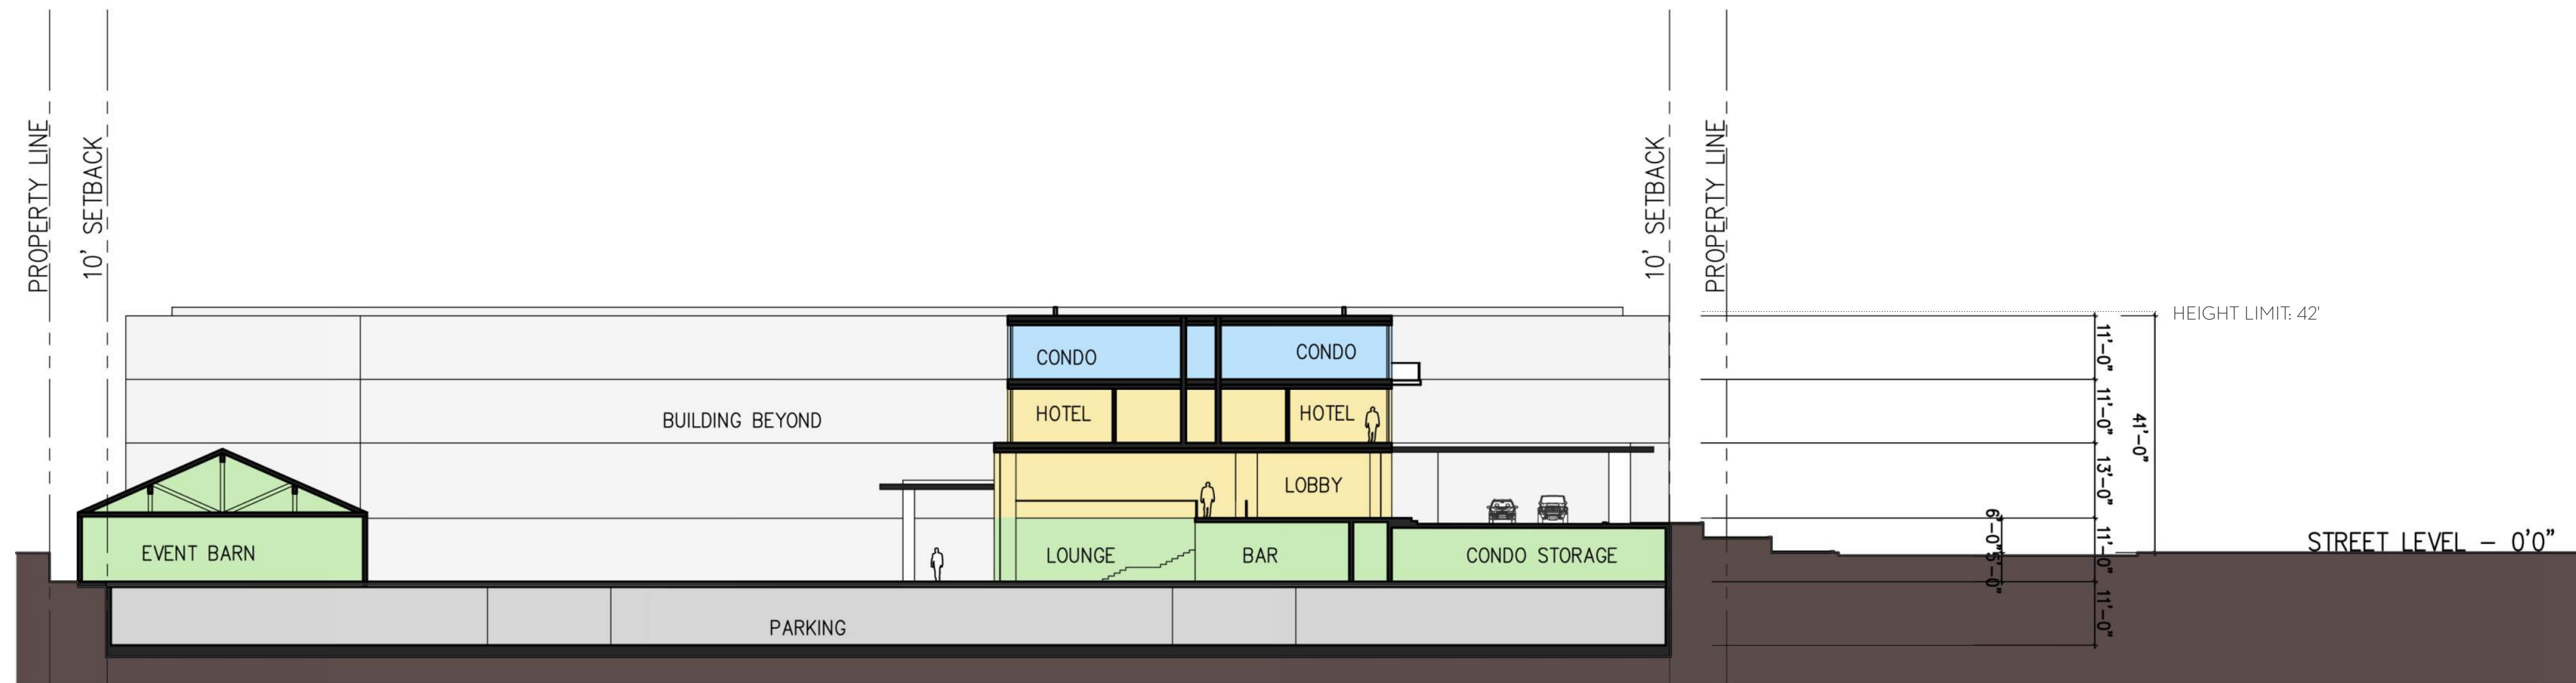 PROPERTY LINE
10' SETBACK
10' SETBACK
PROPERTY LINE
HEIGHT LIMIT: 42'
11'-0"
CONDO
CONDO
11'-0"
41'-0"
BUILDING BEYOND
HOTEL
HOTEL
13'-0"
LOBBY
6'-0"
STREET LEVEL - 0'0"
EVENT BARN
LOUNGE
BAR
CONDO STORAGE
11'-0"
5'-0"
11'-0"
PARKING